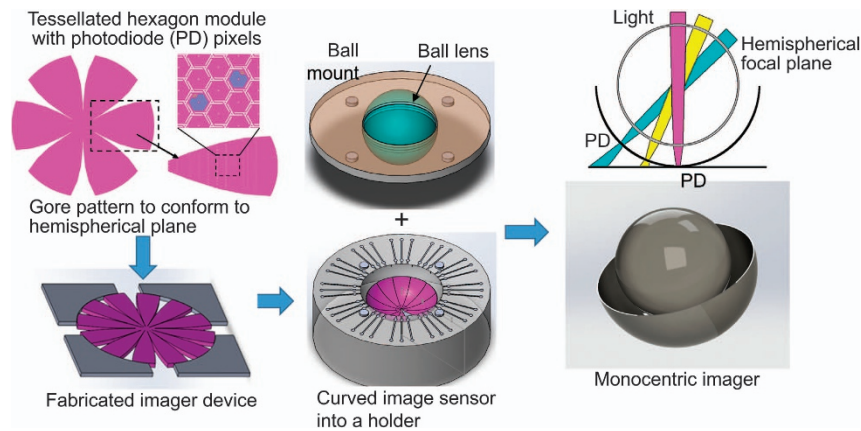 Tessellated hexagon module
with photodiode (PD) pixels
Gore pattern to conform to
hemispherical plane
Fabricated imager device
Ball
mount
Ball lens
+
Curved image sensor
into a holder
Light
Hemispherical
focal plane
PD
PD
Monocentric imager